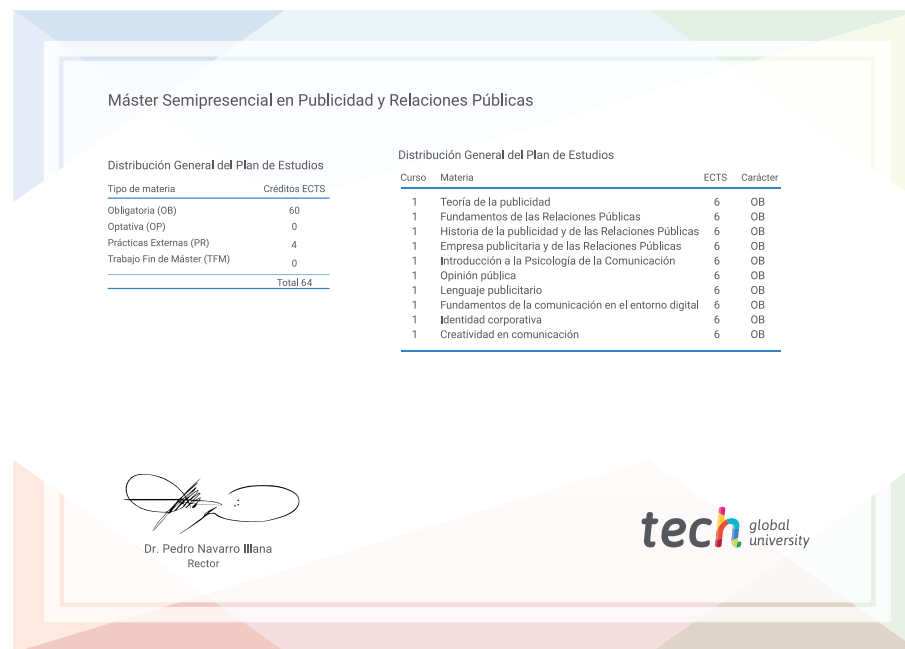 Máster Semipresencial en Publicidad y Relaciones Públicas
Distribución General del Plan de Estudios
Tipo de materia Créditos ECTS
Obligatoria (OB) 60
Optativa (OP) 0
Prácticas Externas (PR) 4
Trabajo Fin de Máster (TFM) 0
Total 64
Distribución General del Plan de Estudios
Curso Materia ECTS Carácter
1 Teoría de la publicidad 6 OB
1 Fundamentos de las Relaciones Públicas 6 OB
1 Historia de la publicidad y de las Relaciones Públicas 6 OB
1 Empresa publicitaria y de las Relaciones Públicas 6 OB
1 Introducción a la Psicología de la Comunicación 6 OB
1 Opinión pública 6 OB
1 Lenguaje publicitario 6 OB
1 Fundamentos de la comunicación en el entorno digital 6 OB
1 Identidad corporativa 6 OB
1 Creatividad en comunicación 6 OB
Dr. Pedro Navarro Illana
Rector
tech global
university